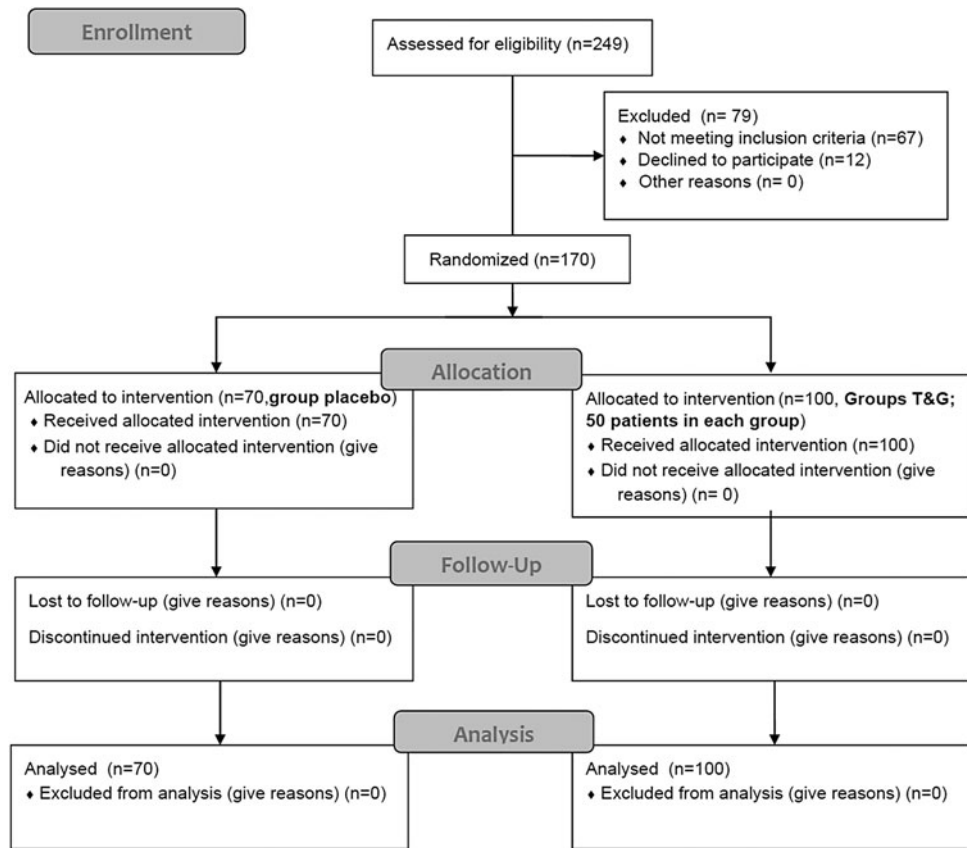 Enrollment
Assessed for eligibility (n=249)
Excluded (n= 79)
♦ Not meeting inclusion criteria (n=67)
♦ Declined to participate (n=12)
♦ Other reasons (n= 0)
Randomized (n=170)
Allocation
Allocated to intervention (n=70,group placebo)
♦ Received allocated intervention (n=70)
♦ Did not receive allocated intervention (give
reasons) (n=0)
Allocated to intervention (n=100, Groups T&G;
50 patients in each group)
♦ Received allocated intervention (n=100)
♦ Did not receive allocated intervention (give
reasons) (n= 0)
Follow-Up
Lost to follow-up (give reasons) (n=0)
Discontinued intervention (give reasons) (n=0)
Lost to follow-up (give reasons) (n=0)
Discontinued intervention (give reasons) (n=0)
Analysis
Analysed (n=70)
♦ Excluded from analysis (give reasons) (n=0)
Analysed (n=100)
♦ Excluded from analysis (give reasons) (n=0)